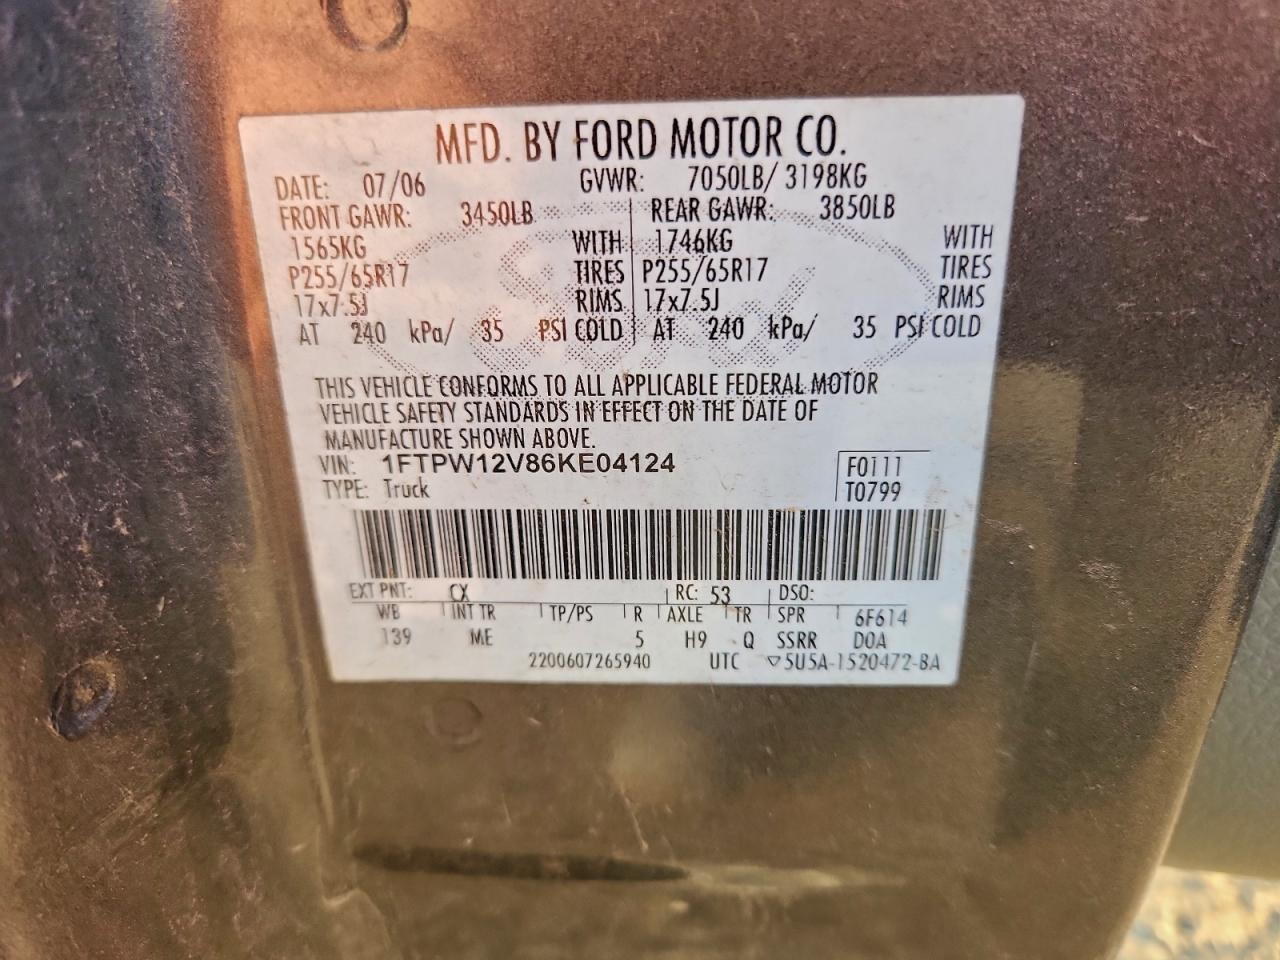 MFD. BY FORD MOTOR CO.
DATE: 07/06 GVWR: 7050LB/ 3198KG
FRONT GAWR: 3450LB REAR GAWR: 3850LB
1565KG WITH 1746KG WITH
P255/65R17 TIRES P255/65R17 TIRES
17x7.5J RIMS 17x7.5J RIMS
AT 240 kPa/ 35 PSI COLD AT 240 kPa/ 35 PSI COLD
THIS VEHICLE CONFORMS TO ALL APPLICABLE FEDERAL MOTOR
VEHICLE SAFETY STANDARDS IN EFFECT ON THE DATE OF
MANUFACTURE SHOWN ABOVE.
VIN: 1FTPW12V86KE04124 F0111
TYPE: Truck T0799
EXT PNT: CX RC: 53 DSO:
WB INT TR TP/PS R AXLE TR SPR 6F614
139 ME 5 H9 Q SSRR DOA
2200607265940 UTC ▽5U5A-1520472-BA